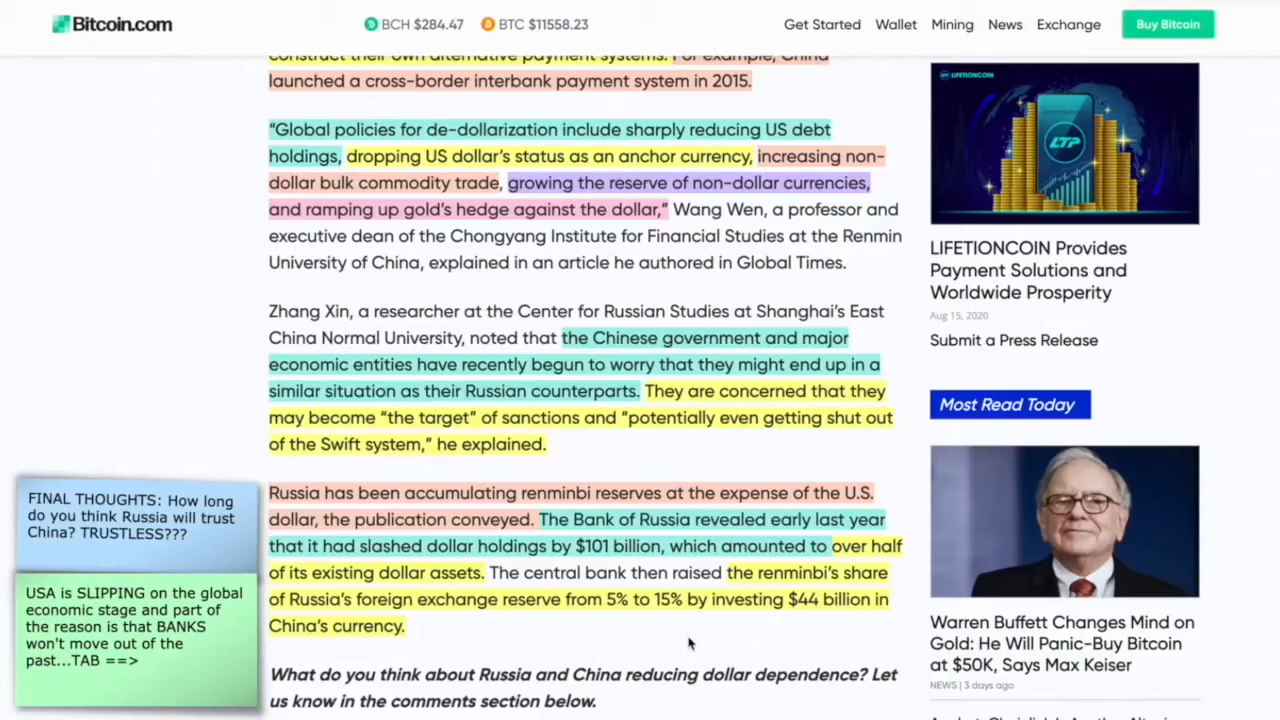 Bitcoin.com
BCH $284.47
BTC $11558.23
Get Started
Wallet
Mining
News
Exchange
Buy Bitcoin
construct their own alternative payment systems. For example, China
launched a cross-border interbank payment system in 2015.
“Global policies for de-dollarization include sharply reducing US debt
holdings, dropping US dollar’s status as an anchor currency, increasing non-
dollar bulk commodity trade, growing the reserve of non-dollar currencies,
and ramping up gold’s hedge against the dollar,” Wang Wen, a professor and
executive dean of the Chongyang Institute for Financial Studies at the Renmin
University of China, explained in an article he authored in Global Times.
Zhang Xin, a researcher at the Center for Russian Studies at Shanghai’s East
China Normal University, noted that the Chinese government and major
economic entities have recently begun to worry that they might end up in a
similar situation as their Russian counterparts. They are concerned that they
may become “the target” of sanctions and “potentially even getting shut out
of the Swift system,” he explained.
Russia has been accumulating renminbi reserves at the expense of the U.S.
dollar, the publication conveyed. The Bank of Russia revealed early last year
that it had slashed dollar holdings by $101 billion, which amounted to over half
of its existing dollar assets. The central bank then raised the renminbi’s share
of Russia’s foreign exchange reserve from 5% to 15% by investing $44 billion in
China’s currency.
What do you think about Russia and China reducing dollar dependence? Let
us know in the comments section below.
FINAL THOUGHTS: How long
do you think Russia will trust
China? TRUSTLESS???
USA is SLIPPING on the global
economic stage and part of
the reason is that BANKS
won't move out of the
past...TAB ==>
LIFETIONCOIN
LTP
LIFETIONCOIN Provides
Payment Solutions and
Worldwide Prosperity
Aug 15, 2020
Submit a Press Release
Most Read Today
Warren Buffett Changes Mind on
Gold: He Will Panic-Buy Bitcoin
at $50K, Says Max Keiser
NEWS | 3 days ago